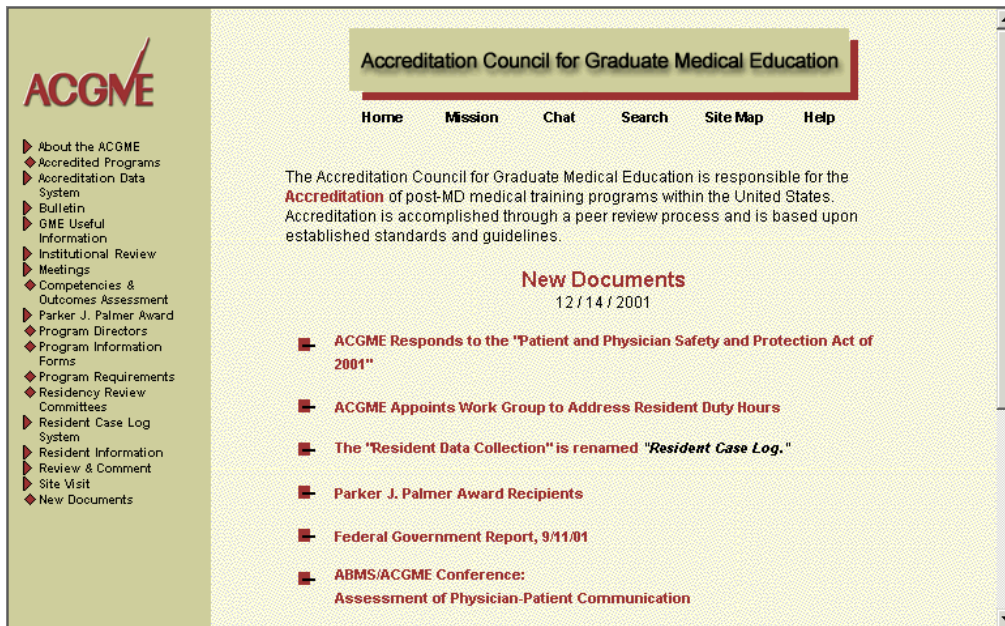 ACGME
About the ACGME
Accredited Programs
Accreditation Data
System
Bulletin
GME Useful
Information
Institutional Review
Meetings
Competencies &
Outcomes Assessment
Parker J. Palmer Award
Program Directors
Program Information
Forms
Program Requirements
Residency Review
Committees
Resident Case Log
System
Resident Information
Review & Comment
Site Visit
New Documents
Accreditation Council for Graduate Medical Education
Home Mission Chat Search Site Map Help
The Accreditation Council for Graduate Medical Education is responsible for the
Accreditation of post-MD medical training programs within the United States.
Accreditation is accomplished through a peer review process and is based upon
established standards and guidelines.
New Documents
12 / 14 / 2001
ACGME Responds to the "Patient and Physician Safety and Protection Act of
2001"
ACGME Appoints Work Group to Address Resident Duty Hours
The "Resident Data Collection" is renamed "Resident Case Log."
Parker J. Palmer Award Recipients
Federal Government Report, 9/11/01
ABMS/ACGME Conference:
Assessment of Physician-Patient Communication